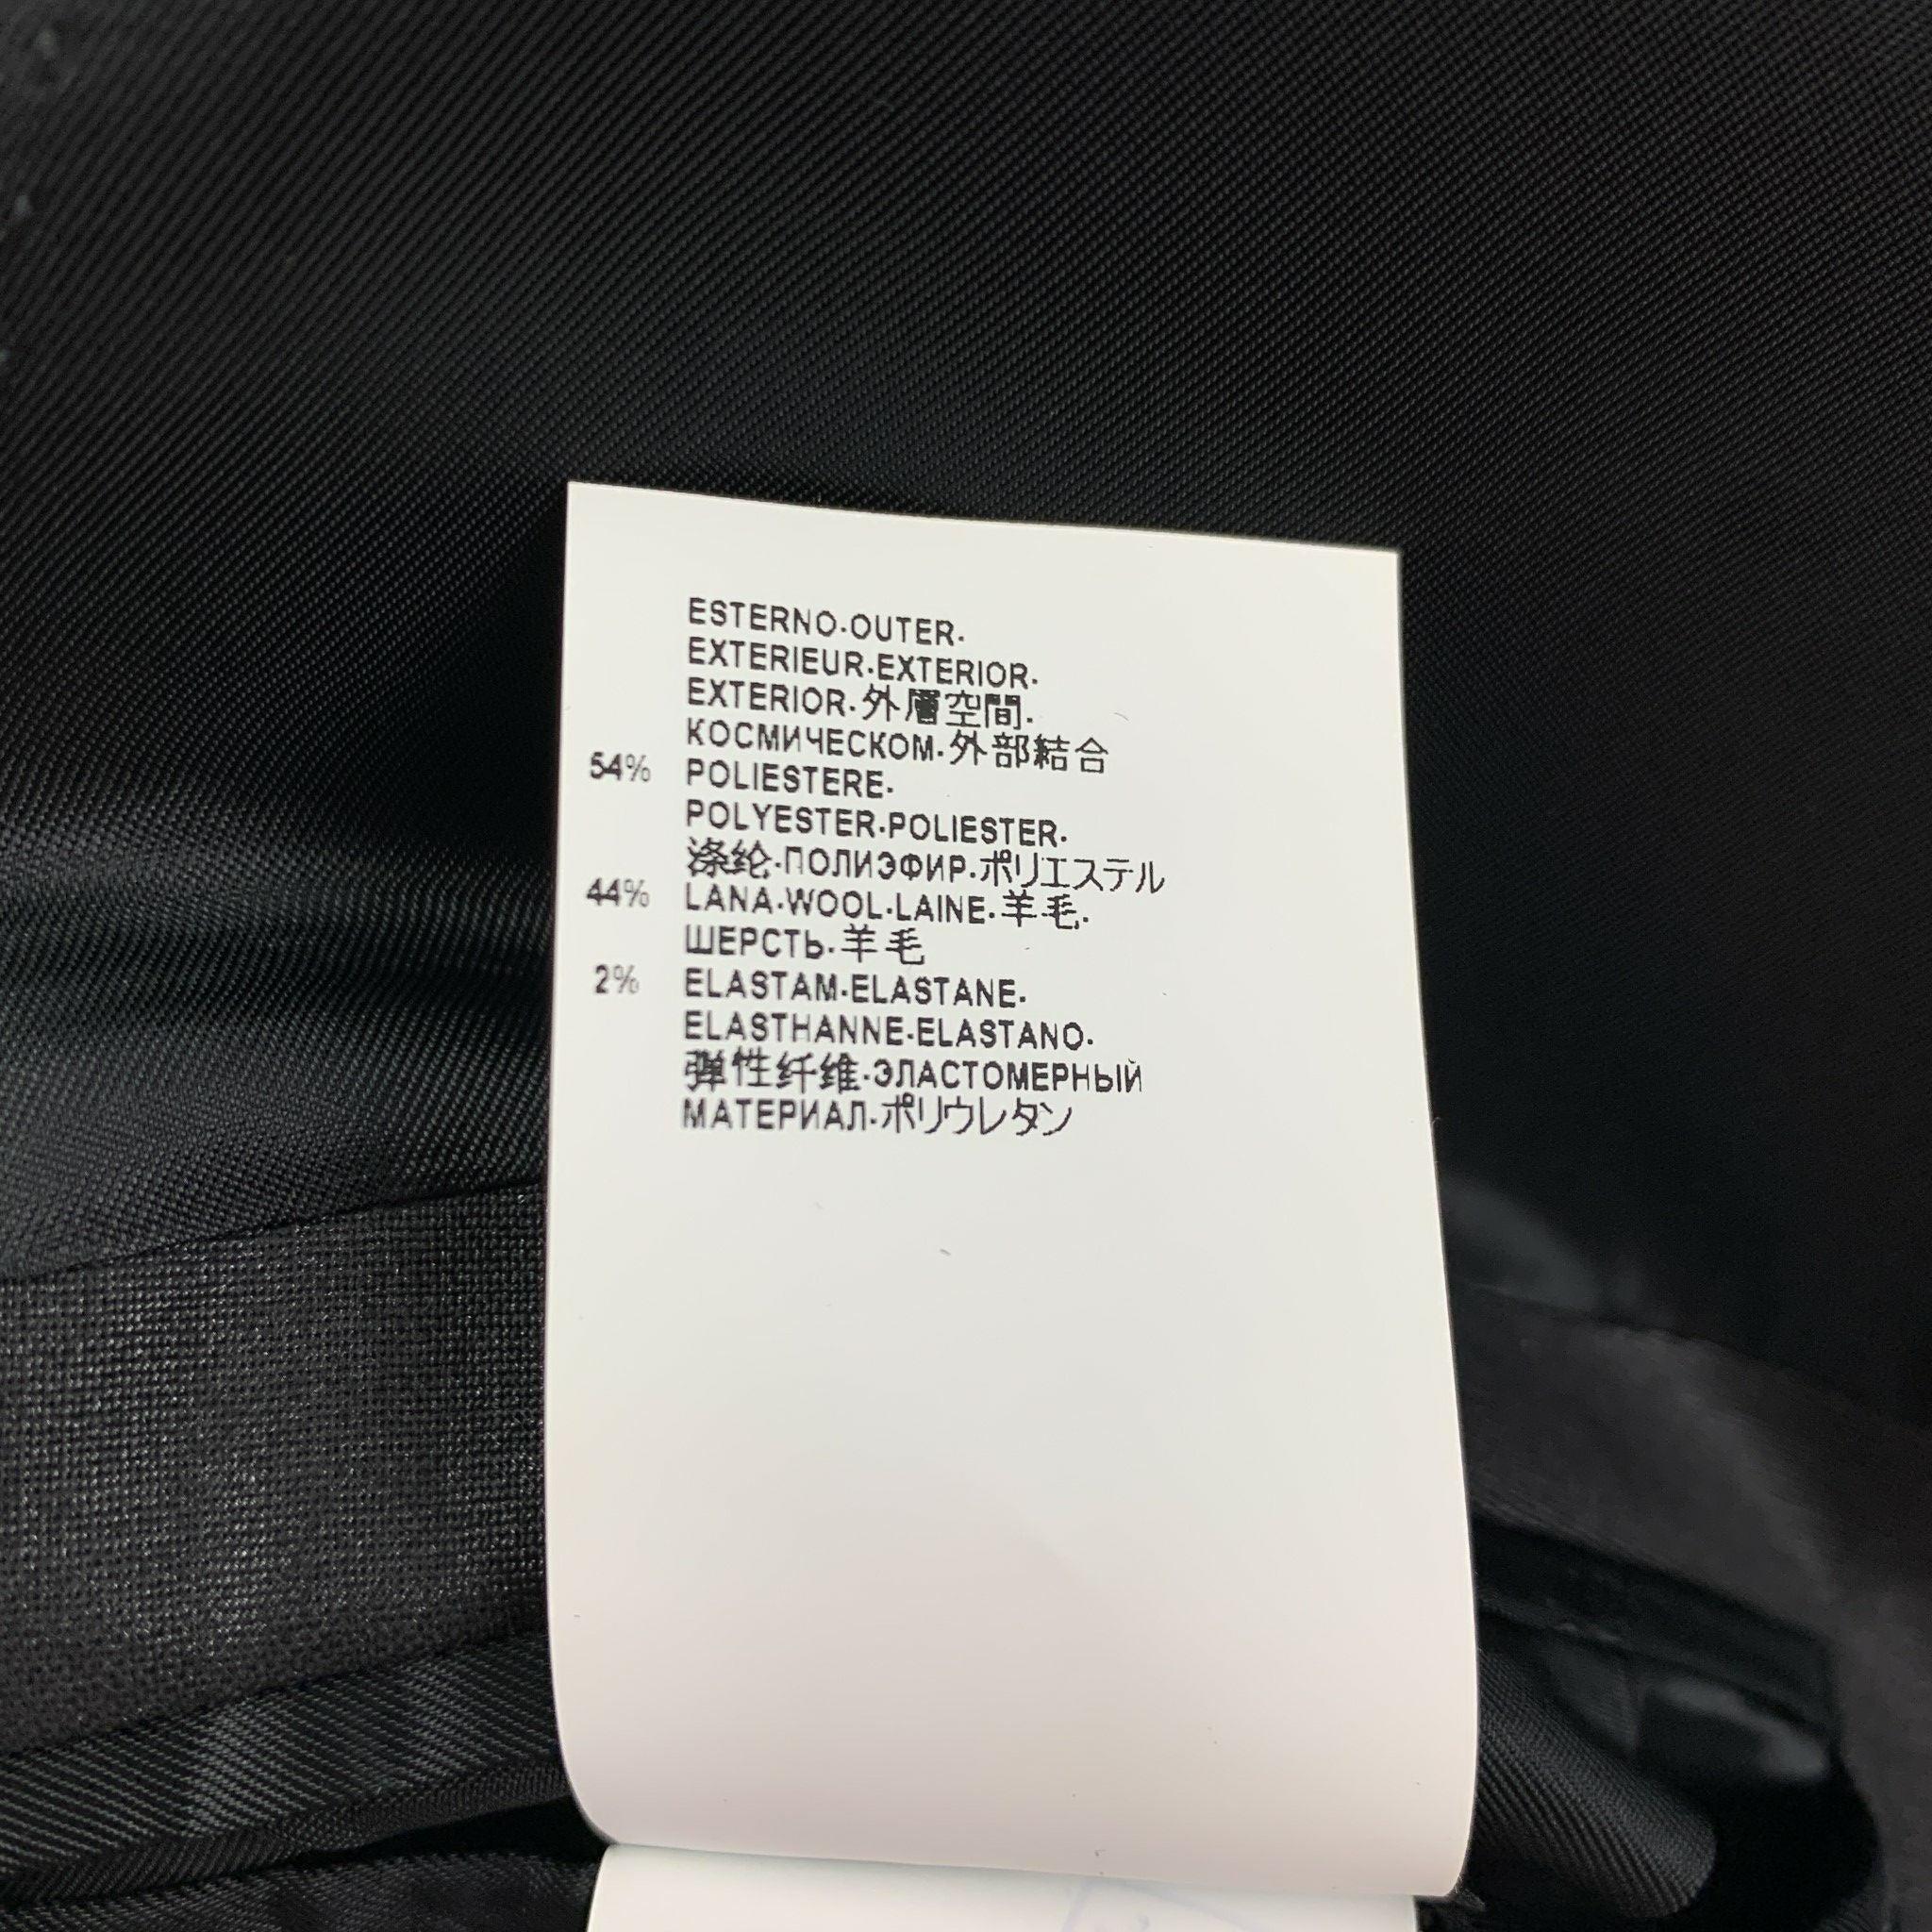 ESTERNO-OUTER-
EXTERIEUR-EXTERIOR-
EXTERIOR-外層空間-
КОСМИЧЕСКОМ-外部結合
54% POLIESTERE-
POLYESTER-POLIESTER-
涤纶-ПОЛИЭФИР-ポリエステル
44% LANA-WOOL-LAINE-羊毛-
ШЕРСТЬ-羊毛
2% ELASTAM-ELASTANE-
ELASTHANNE-ELASTANO-
弹性纤维-ЭЛАСТОМЕРНЫЙ
МАТЕРИАЛ-ポリウレタン